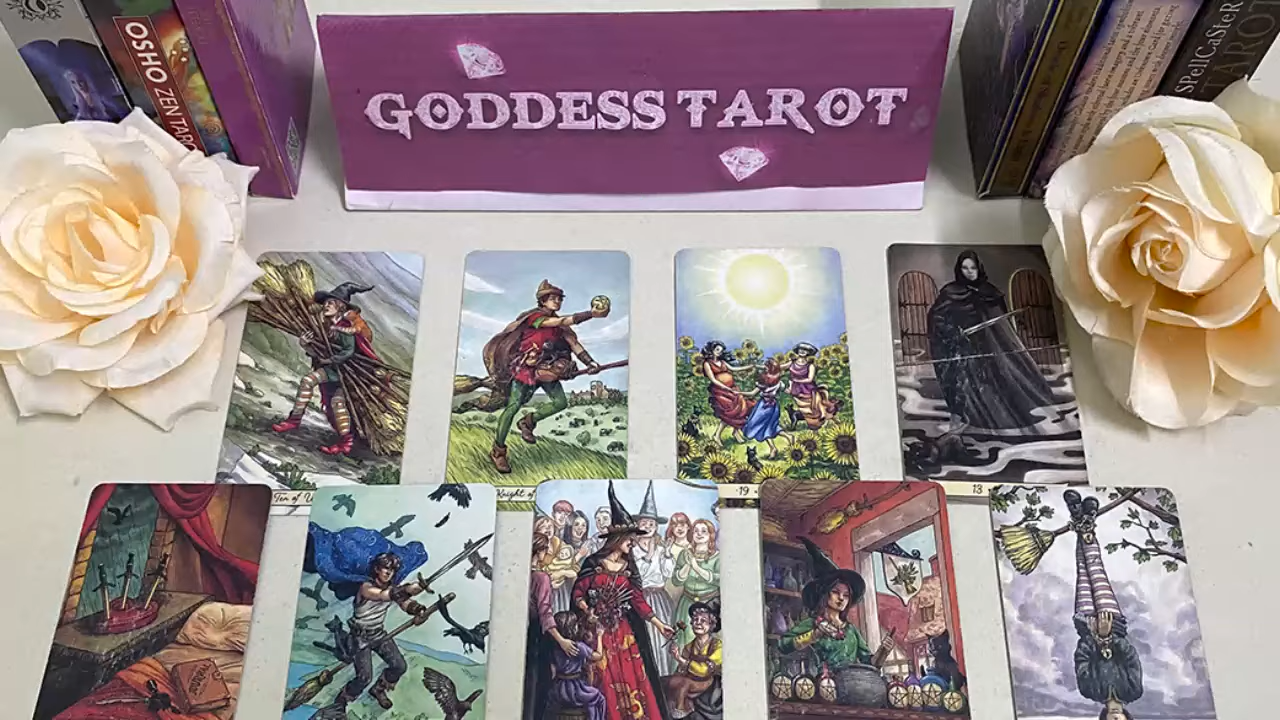 OSHO ZEN TAROT
GODDESS TAROT
SPellCaSTeR
TAROT
Ten of
Knight of
19
13